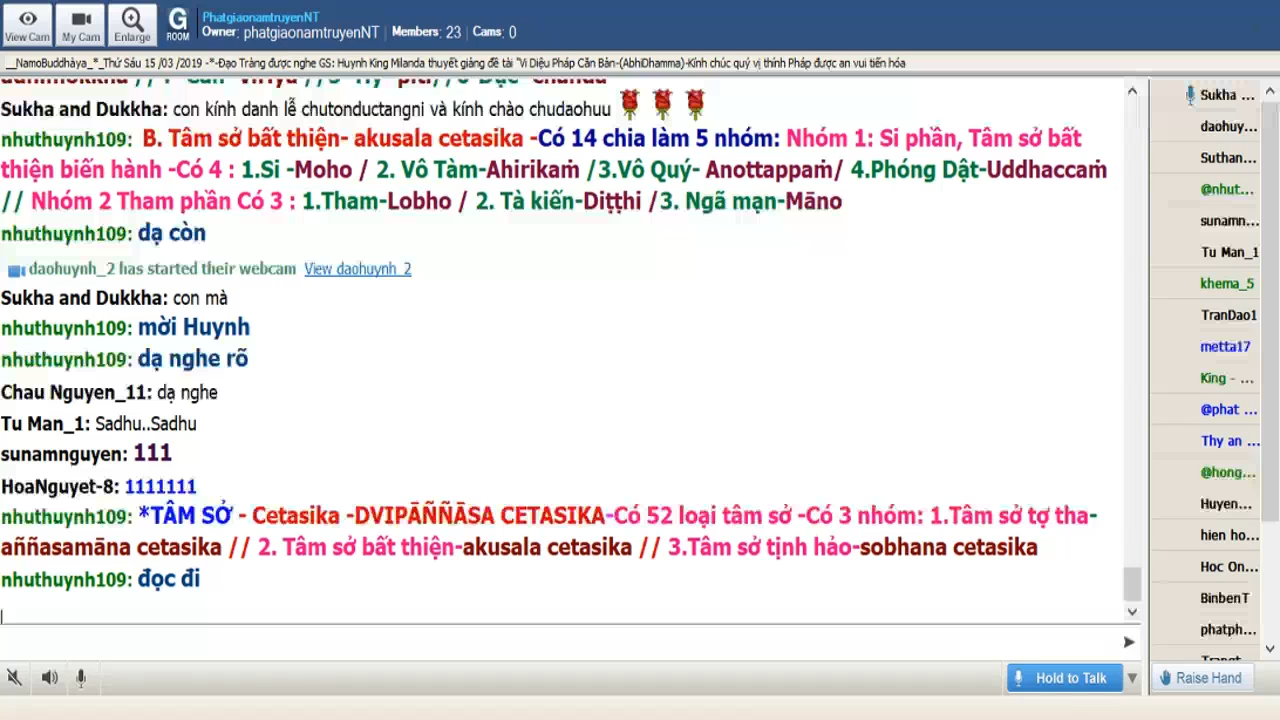 View Cam
My Cam
Enlarge
G ROOM
PhatgiaonamtruyenNT
Owner: phatgiaonamtruyenNT | Members: 23 | Cams: 0
__NamoBuddhàya_*_Thứ Sáu 15 /03 /2019 -*-Đạo Tràng được nghe GS: Huynh King Milanda thuyết giảng đề tài "Vi Diệu Pháp Căn Bản-(AbhiDhamma)-Kính chúc quý vị thính Pháp được an vui tiến hóa
Sukha and Dukkha: con kính danh lễ chutonductangni và kính chào chudaohuu
nhuthuynh109: B. Tâm sở bất thiện- akusala cetasika -Có 14 chia làm 5 nhóm: Nhóm 1: Si phần, Tâm sở bất
thiện biến hành -Có 4 : 1.Si -Moho / 2. Vô Tàm-Ahirikaṁ /3.Vô Quý- Anottappaṁ/ 4.Phóng Dật-Uddhaccaṁ
// Nhóm 2 Tham phần Có 3 : 1.Tham-Lobho / 2. Tà kiến-Diṭṭhi /3. Ngã mạn-Māno
nhuthuynh109: dạ còn
daohuynh_2 has started their webcam View daohuynh_2
Sukha and Dukkha: con mà
nhuthuynh109: mời Huynh
nhuthuynh109: dạ nghe rõ
Chau Nguyen_11: dạ nghe
Tu Man_1: Sadhu..Sadhu
sunamnguyen: 111
HoaNguyet-8: 1111111
nhuthuynh109: *TÂM SỞ - Cetasika -DVIPĀÑÑĀSA CETASIKA-Có 52 loại tâm sở -Có 3 nhóm: 1.Tâm sở tợ tha-
aññasamāna cetasika // 2. Tâm sở bất thiện-akusala cetasika // 3.Tâm sở tịnh hảo-sobhana cetasika
nhuthuynh109: đọc đi
Sukha ...
daohuy...
Suthan...
@nhut...
sunamn...
Tu Man_1
khema_5
TranDao1
metta17
King - ...
@phat ...
Thy an ...
@hong...
Huyen...
hien ho...
Hoc On...
BinbenT
phatph...
Hold to Talk
Raise Hand